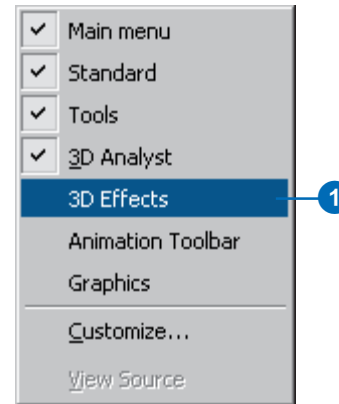 Main menu
Standard
Tools
3D Analyst
3D Effects
1
Animation Toolbar
Graphics
Customize...
View Source